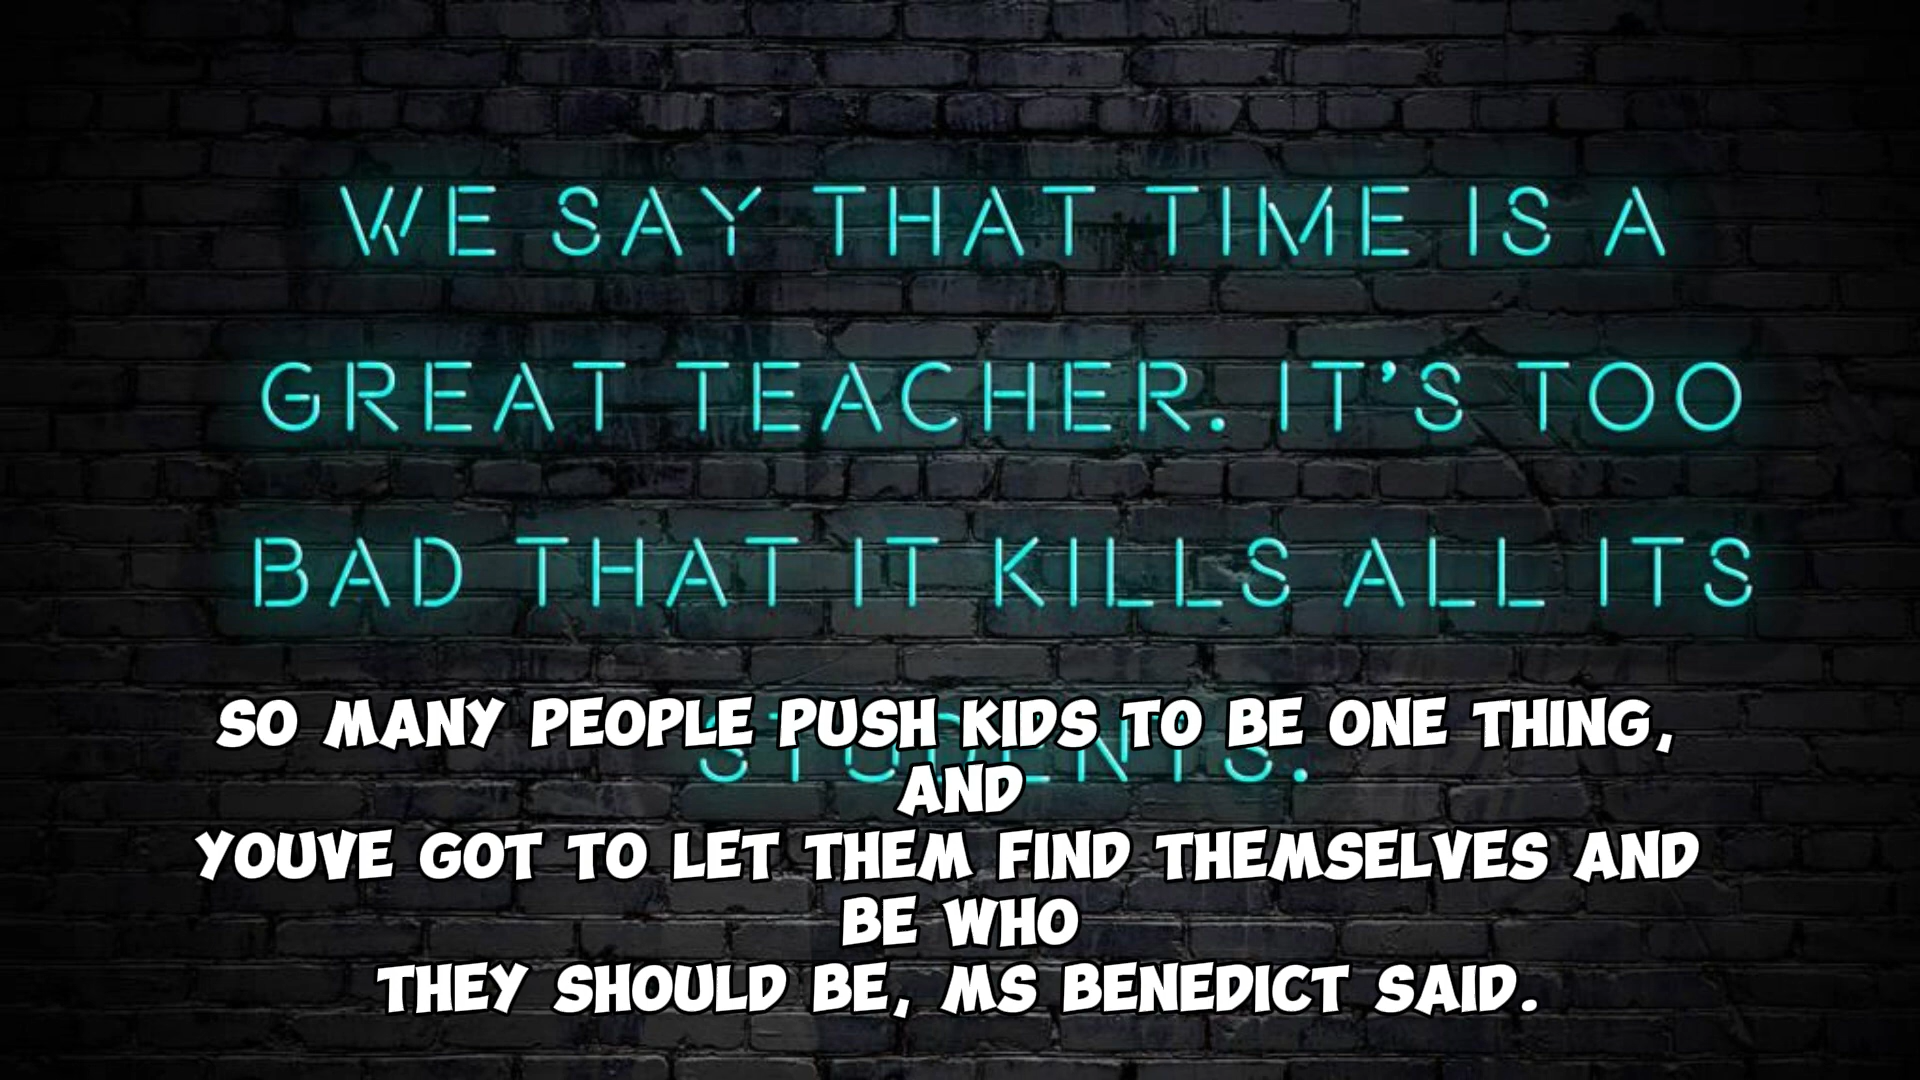 WE SAY THAT TIME IS A
GREAT TEACHER. IT'S TOO
BAD THAT IT KILLS ALL ITS
STUDENTS.
SO MANY PEOPLE PUSH KIDS TO BE ONE THING,
AND
YOUVE GOT TO LET THEM FIND THEMSELVES AND
BE WHO
THEY SHOULD BE, MS BENEDICT SAID.